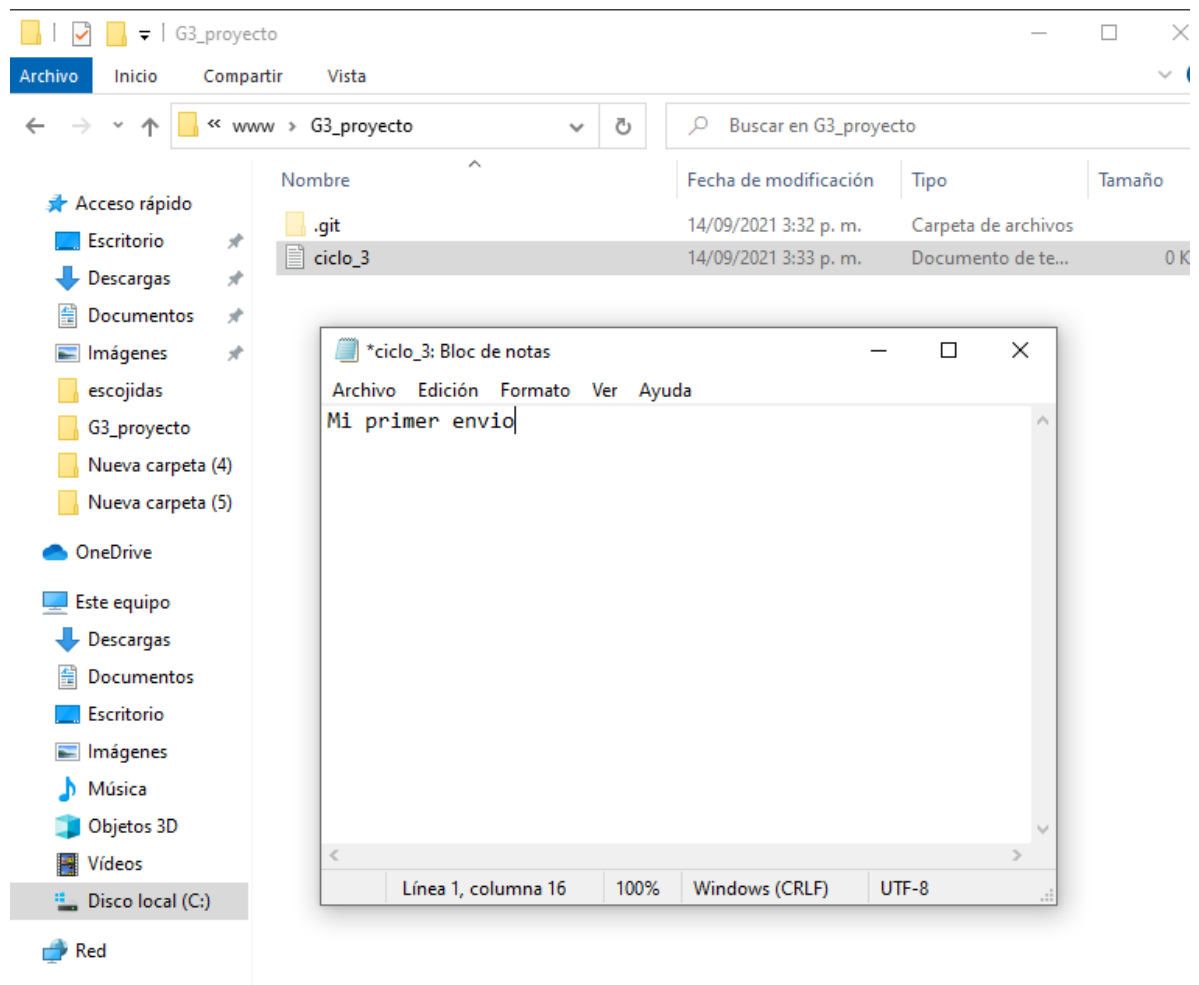 G3_proyecto
Archivo Inicio Compartir Vista
« www > G3_proyecto
Buscar en G3_proyecto
Nombre Fecha de modificación Tipo Tamaño
.git 14/09/2021 3:32 p. m. Carpeta de archivos
ciclo_3 14/09/2021 3:33 p. m. Documento de te... 0 K
Acceso rápido
Escritorio
Descargas
Documentos
Imágenes
escojidas
G3_proyecto
Nueva carpeta (4)
Nueva carpeta (5)
OneDrive
Este equipo
Descargas
Documentos
Escritorio
Imágenes
Música
Objetos 3D
Vídeos
Disco local (C:)
Red
*ciclo_3: Bloc de notas
Archivo Edición Formato Ver Ayuda
Mi primer envio
Línea 1, columna 16 100% Windows (CRLF) UTF-8